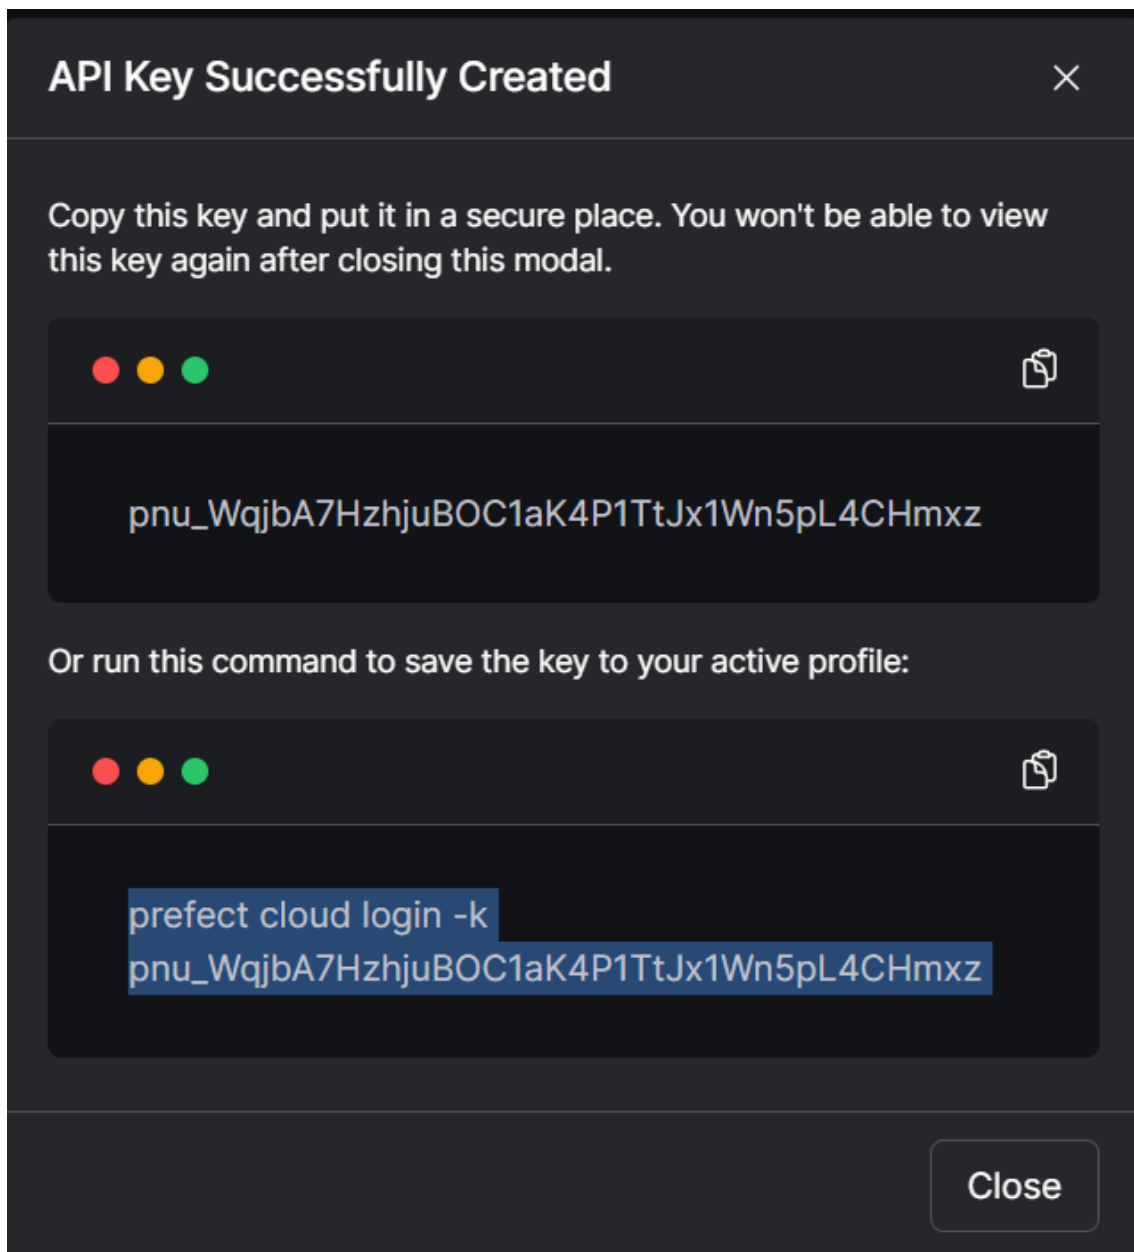 API Key Successfully Created
Copy this key and put it in a secure place. You won't be able to view
this key again after closing this modal.
pnu_WqjbA7HzhjuBOC1aK4P1TtJx1Wn5pL4CHmxz
Or run this command to save the key to your active profile:
prefect cloud login -k
pnu_WqjbA7HzhjuBOC1aK4P1TtJx1Wn5pL4CHmxz
Close